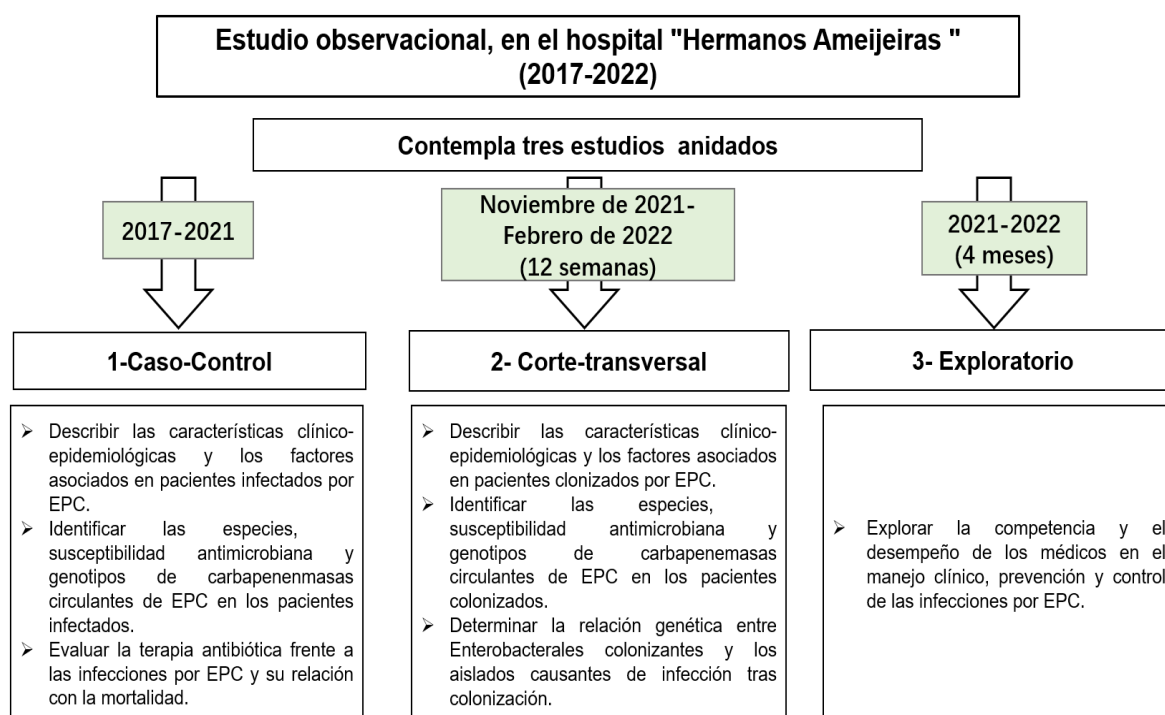 Estudio observacional, en el hospital "Hermanos Ameijeiras "
(2017-2022)
Contempla tres estudios anidados
2017-2021
Noviembre de 2021-
Febrero de 2022
(12 semanas)
2021-2022
(4 meses)
1-Caso-Control
2- Corte-transversal
3- Exploratorio
➢ Describir las características clínico-
epidemiológicas y los factores
asociados en pacientes infectados por
EPC.
➢ Identificar las especies,
susceptibilidad antimicrobiana y
genotipos de carbapenenmasas
circulantes de EPC en los pacientes
infectados.
➢ Evaluar la terapia antibiótica frente a
las infecciones por EPC y su relación
con la mortalidad.
➢ Describir las características clínico-
epidemiológicas y los factores asociados
en pacientes clonizados por EPC.
➢ Identificar las especies,
susceptibilidad antimicrobiana y
genotipos de carbapenemasas
circulantes de EPC en los pacientes
colonizados.
➢ Determinar la relación genética entre
Enterobacterales colonizantes y los
aislados causantes de infección tras
colonización.
➢ Explorar la competencia y el
desempeño de los médicos en el
manejo clínico, prevención y control
de las infecciones por EPC.